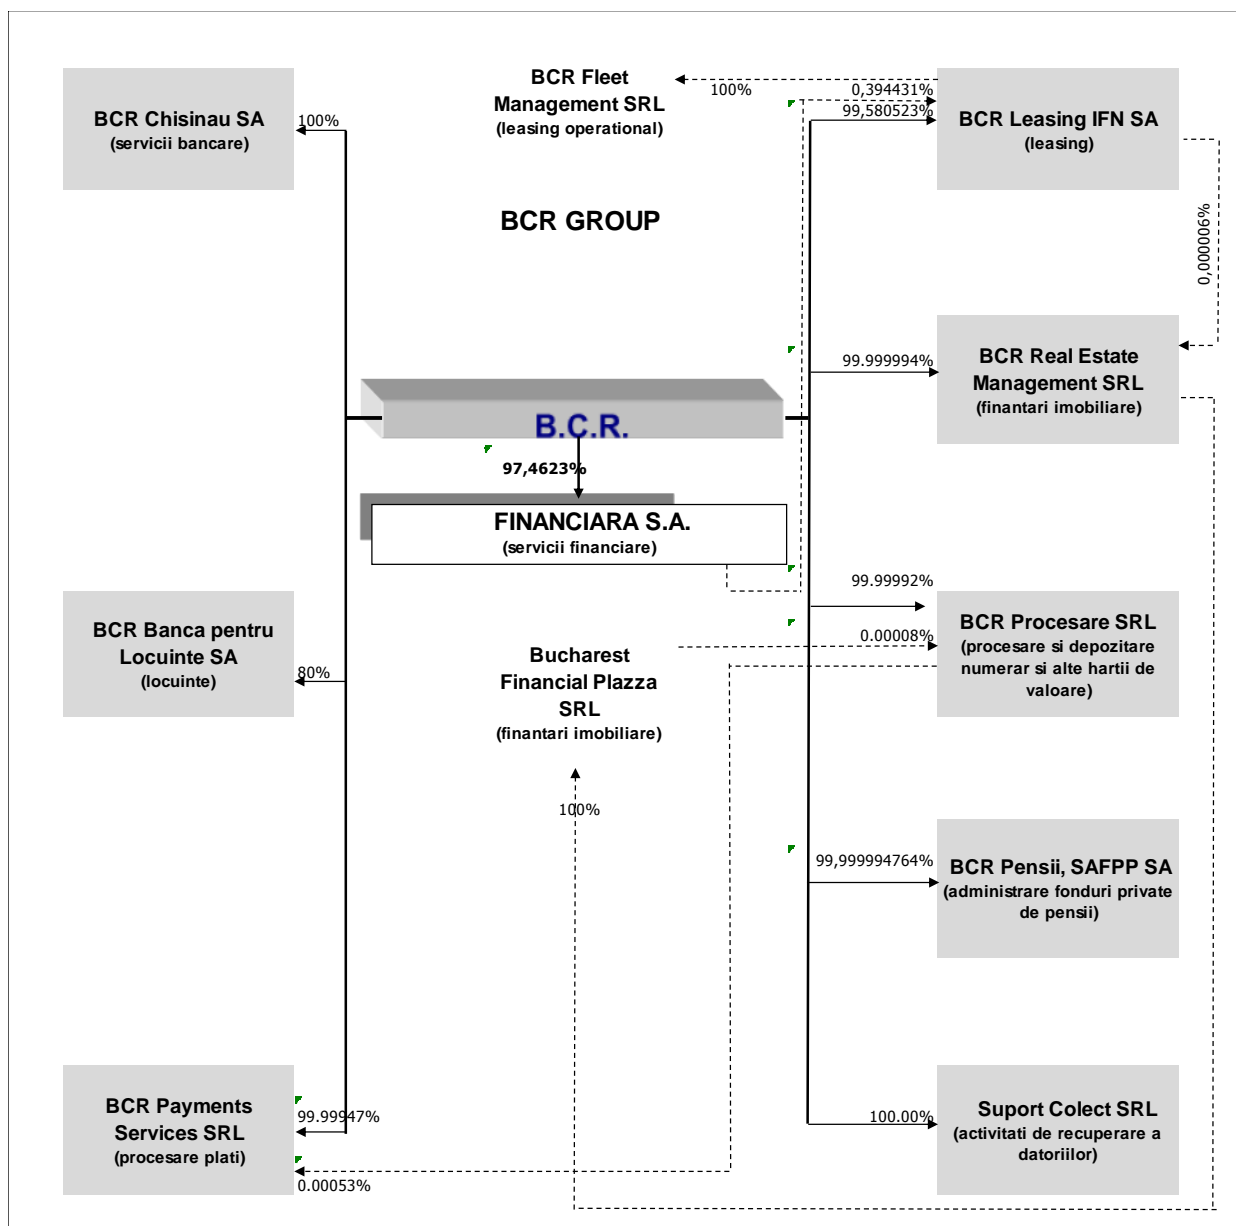 BCR Fleet
Management SRL
(leasing operational)
100%
0,394431%
99,580523%
BCR Chisinau SA
(servicii bancare)
100%
BCR Leasing IFN SA
(leasing)
BCR GROUP
0,000006%
99.999994%
BCR Real Estate
Management SRL
(finantari imobiliare)
B.C.R.
97,4623%
FINANCIARA S.A.
(servicii financiare)
99.99992%
BCR Procesare SRL
(procesare si depozitare
numerar si alte hartii de
valoare)
0.00008%
BCR Banca pentru
Locuinte SA
(locuinte)
80%
Bucharest
Financial Plazza
SRL
(finantari imobiliare)
100%
99,999994764%
BCR Pensii, SAFPP SA
(administrare fonduri private
de pensii)
BCR Payments
Services SRL
(procesare plati)
99.99947%
0.00053%
100.00%
Suport Colect SRL
(activitati de recuperare a
datoriilor)